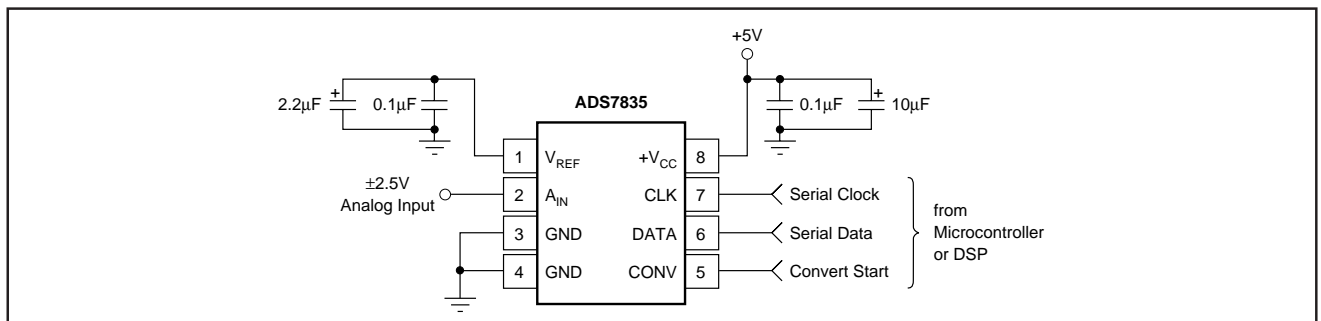 +5V
2.2μF
+
0.1μF
ADS7835
0.1μF
+
10μF
1 V_REF
+V_CC 8
±2.5V
Analog Input
2 A_IN
CLK 7
Serial Clock
3 GND
DATA 6
Serial Data
4 GND
CONV 5
Convert Start
from
Microcontroller
or DSP